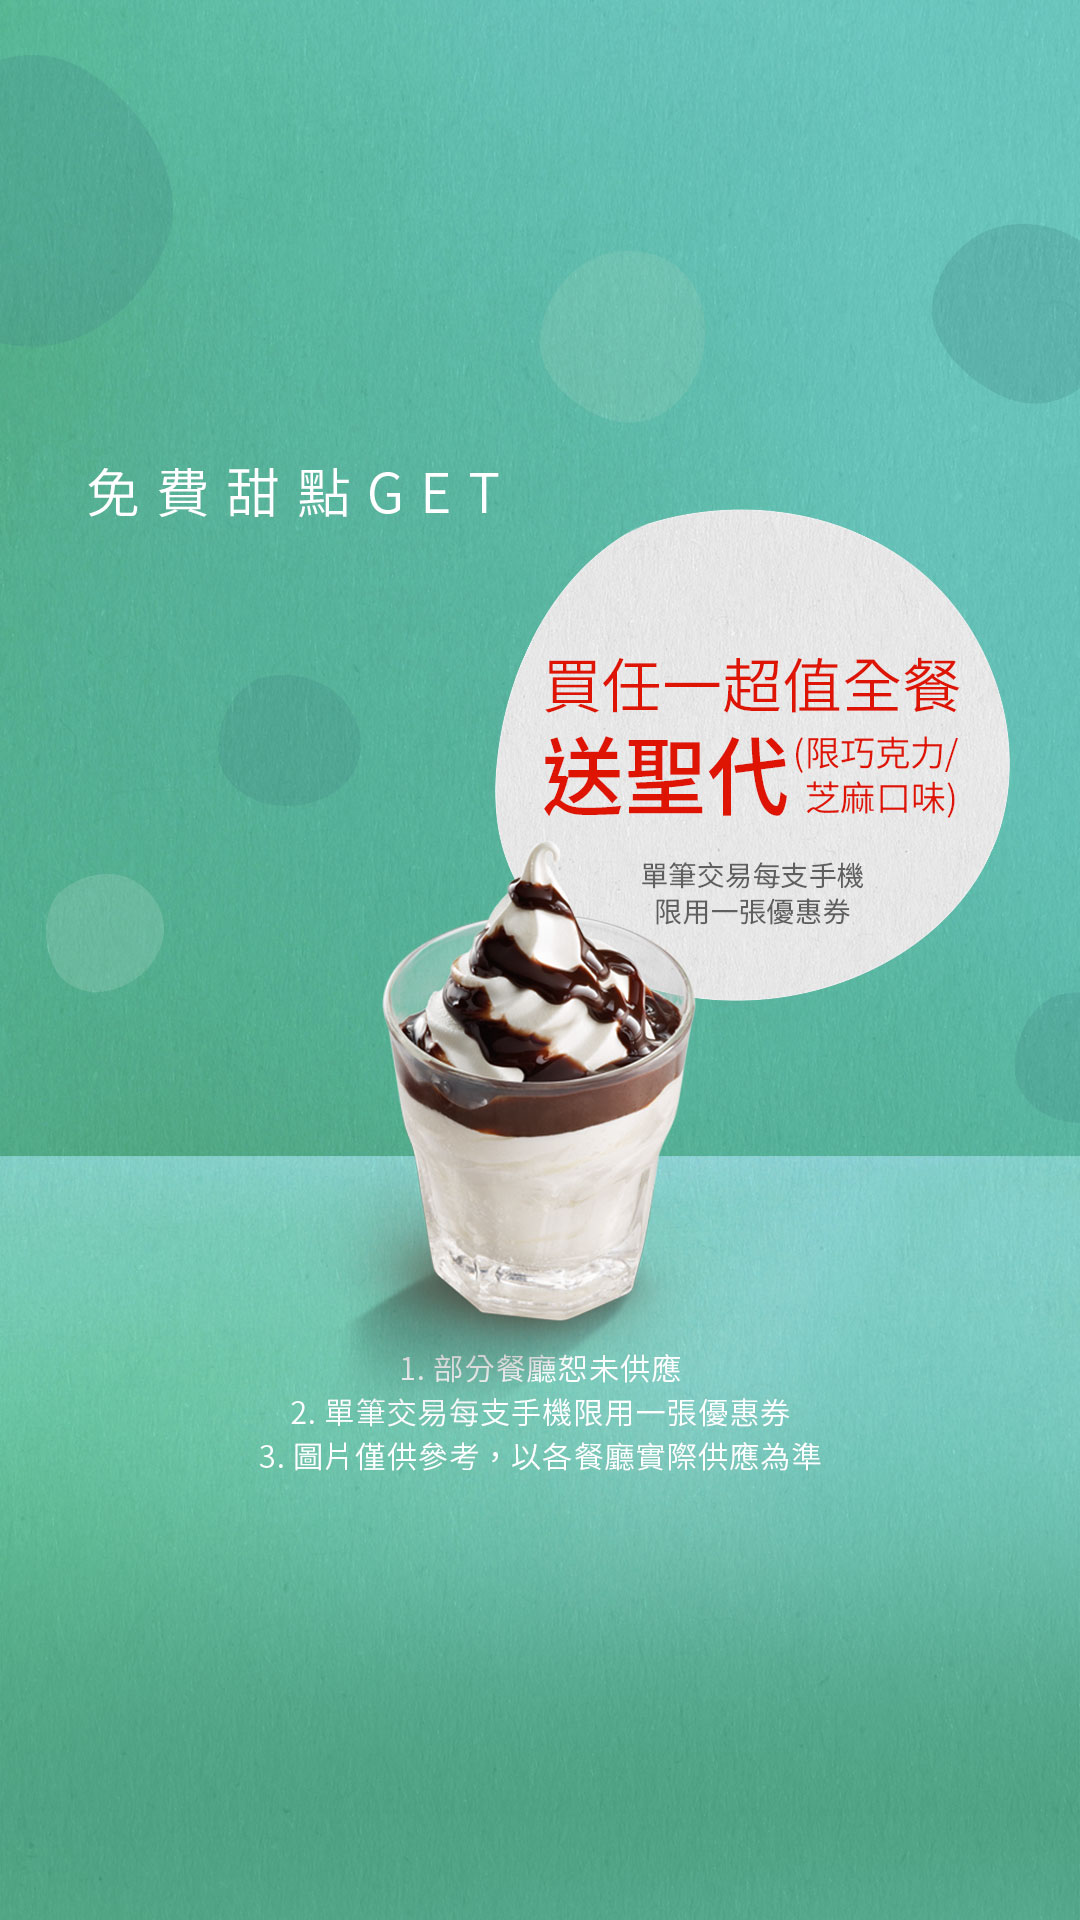 免費甜點GET
買任一超值全餐
送聖代(限巧克力/
芝麻口味)
單筆交易每支手機
限用一張優惠券
1. 部分餐廳恕未供應
2. 單筆交易每支手機限用一張優惠券
3. 圖片僅供參考，以各餐廳實際供應為準